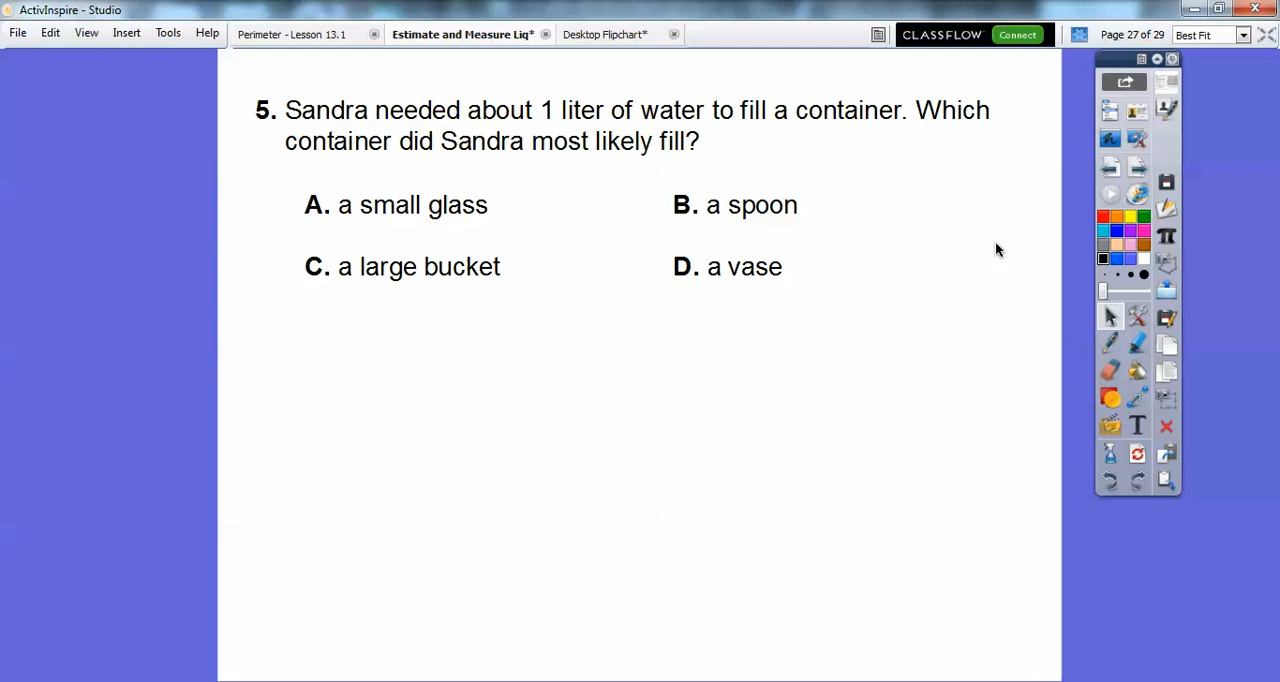 ActivInspire - Studio
File Edit View Insert Tools Help
Perimeter - Lesson 13.1 Estimate and Measure Liq* Desktop Flipchart*
CLASSFLOW Connect
Page 27 of 29 Best Fit
5. Sandra needed about 1 liter of water to fill a container. Which
container did Sandra most likely fill?
A. a small glass B. a spoon
C. a large bucket D. a vase